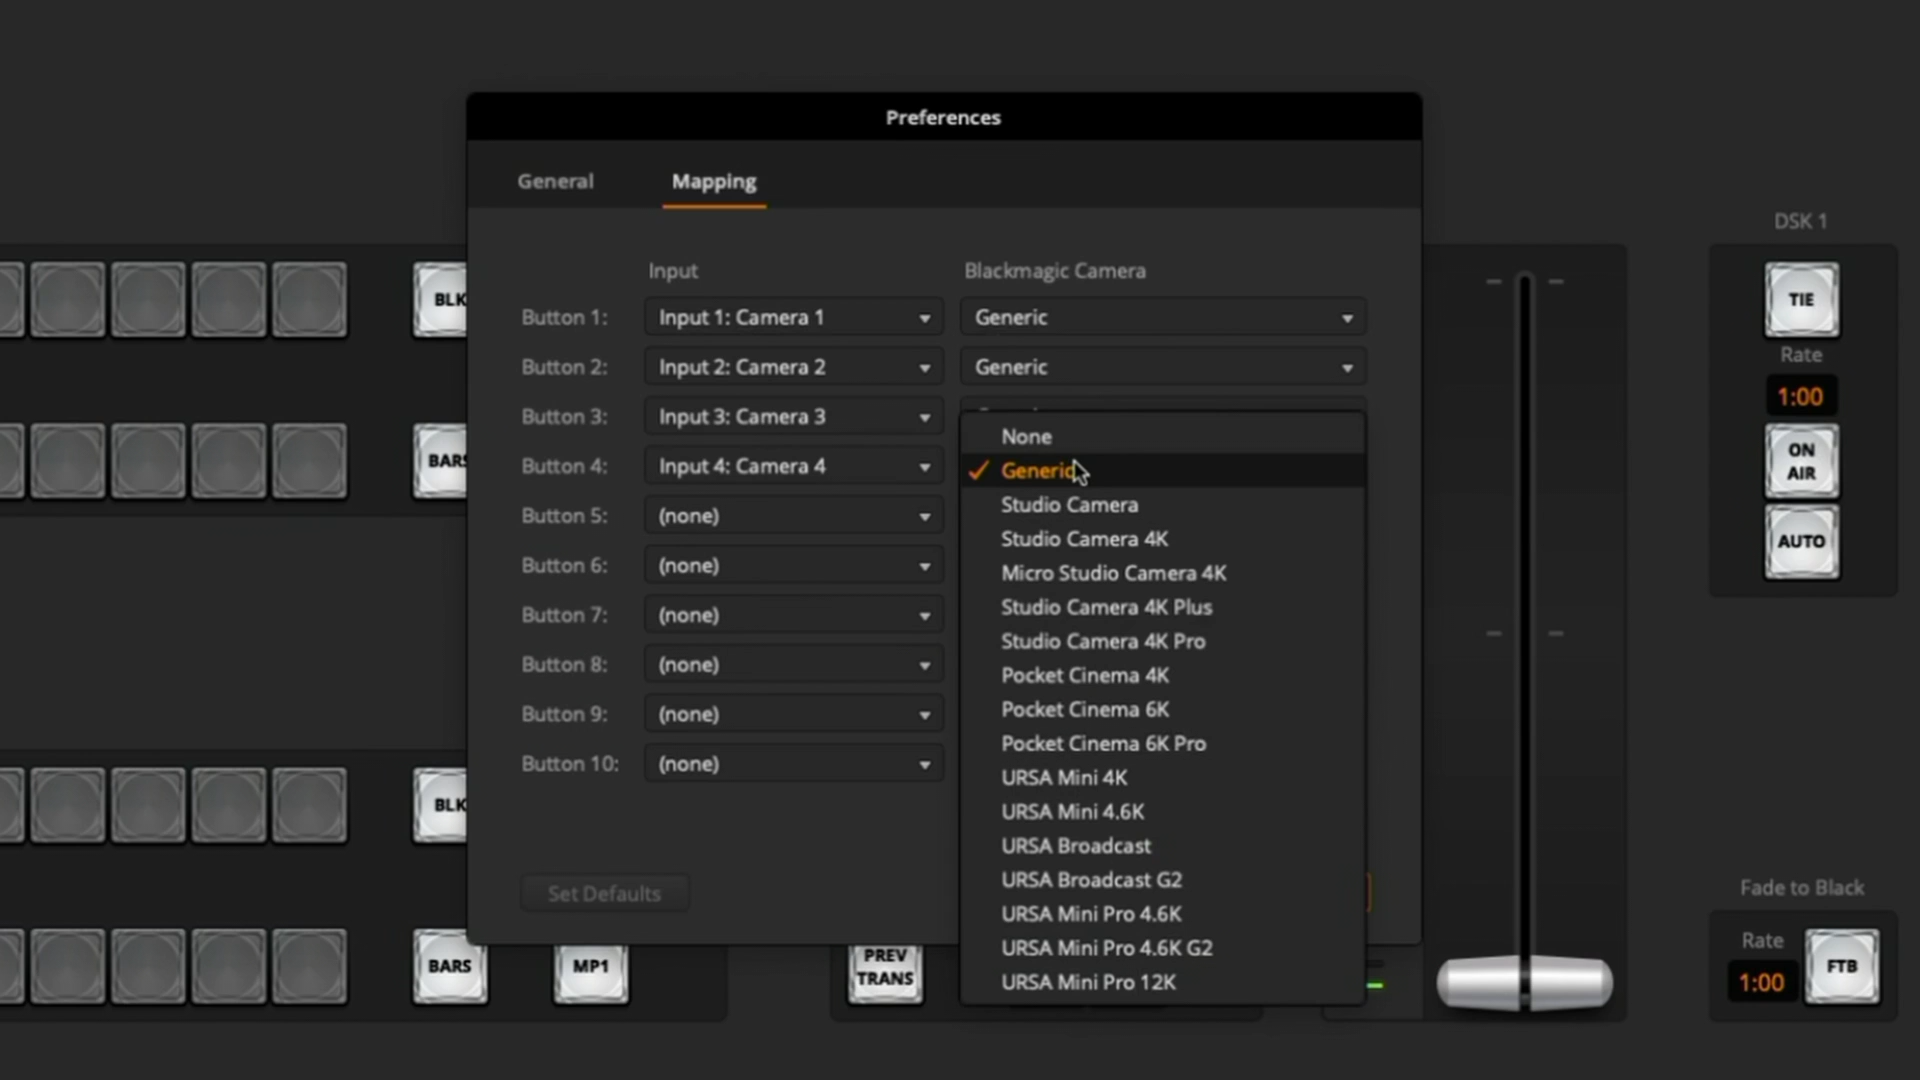 Preferences
General Mapping
Input Blackmagic Camera
Button 1: Input 1: Camera 1 Generic
Button 2: Input 2: Camera 2 Generic
Button 3: Input 3: Camera 3
Button 4: Input 4: Camera 4
Button 5: (none)
Button 6: (none)
Button 7: (none)
Button 8: (none)
Button 9: (none)
Button 10: (none)
Set Defaults
None
Generic
Studio Camera
Studio Camera 4K
Micro Studio Camera 4K
Studio Camera 4K Plus
Studio Camera 4K Pro
Pocket Cinema 4K
Pocket Cinema 6K
Pocket Cinema 6K Pro
URSA Mini 4K
URSA Mini 4.6K
URSA Broadcast
URSA Broadcast G2
URSA Mini Pro 4.6K
URSA Mini Pro 4.6K G2
URSA Mini Pro 12K
BLK
BARS
BLK
BARS
MP1
PREV
TRANS
DSK 1
TIE
Rate
1:00
ON
AIR
AUTO
Fade to Black
Rate
1:00
FTB